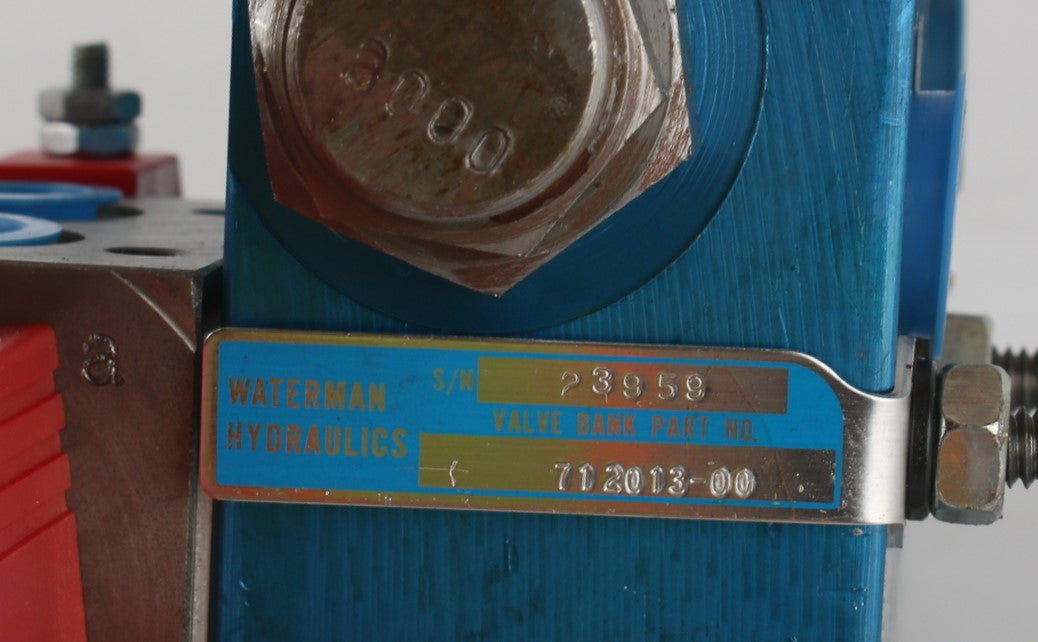 3000
a
WATERMAN
HYDRAULICS
S/N 23959
VALVE BANK PART NO.
712013-00